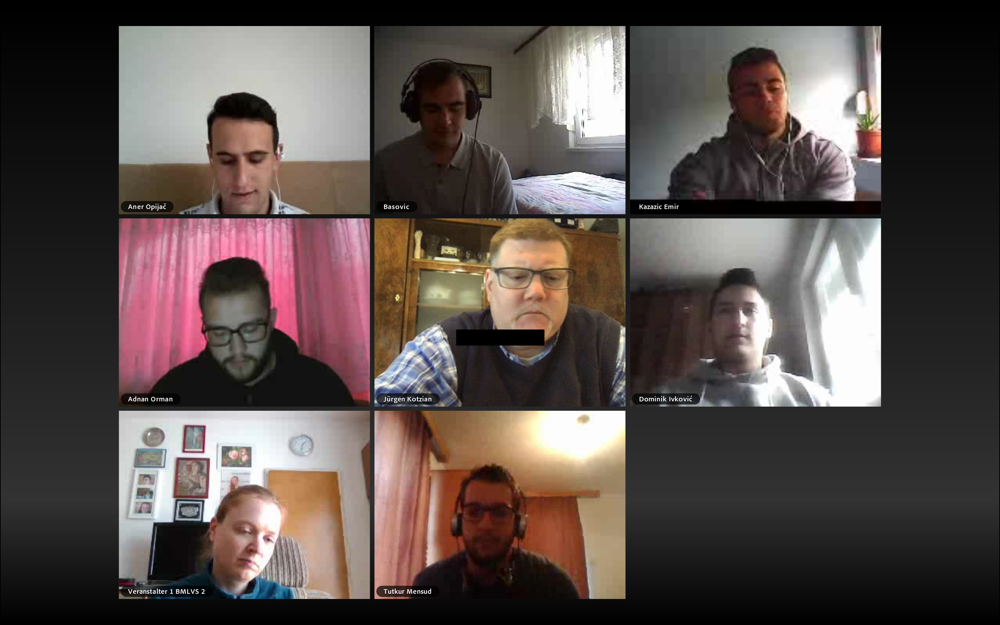 Aner Opijač
Basovic
Kazazic Emir
Adnan Orman
Jürgen Kotzian
Dominik Ivković
Veranstalter 1 BMLVS 2
Tutkur Mensud